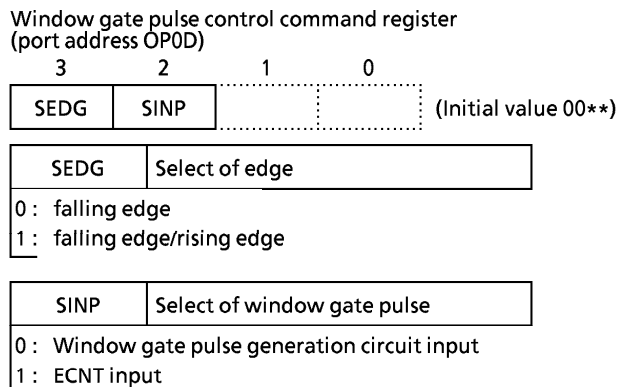 Window gate pulse control command register
(port address OP0D)
3 2 1 0
SEDG SINP (Initial value 00**)
SEDG Select of edge
0 : falling edge
1 : falling edge/rising edge
SINP Select of window gate pulse
0 : Window gate pulse generation circuit input
1 : ECNT input